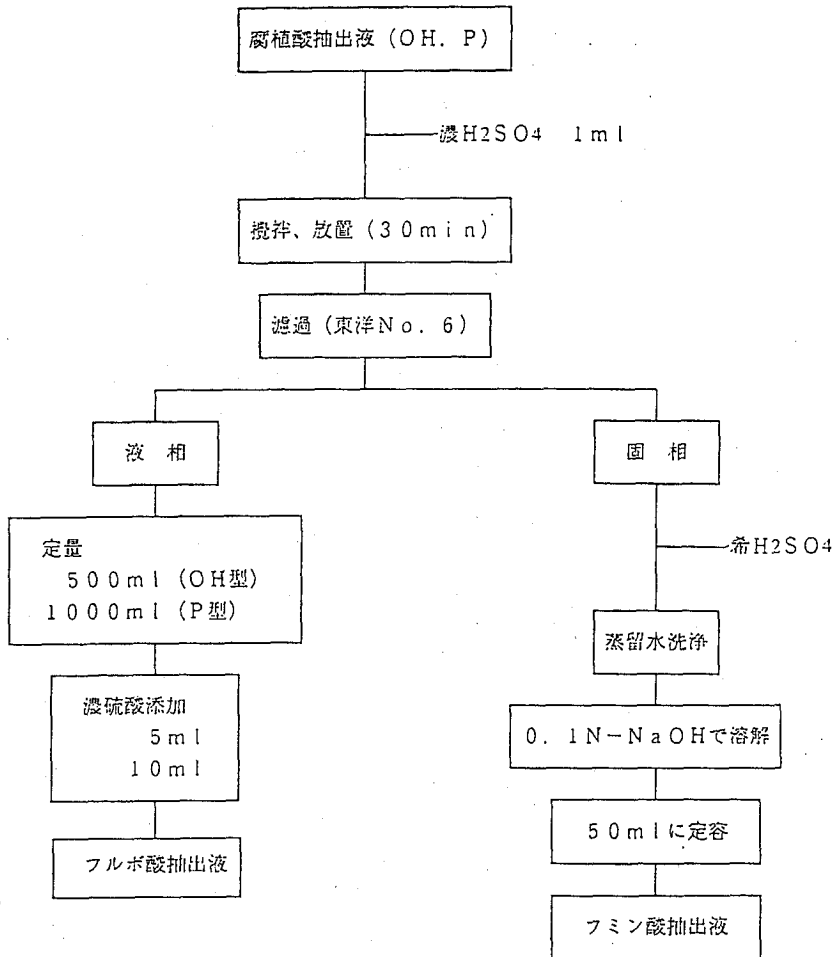 腐植酸抽出液（OH．P）
濃H2SO4　1ml
攪拌、放置（30min）
濾過（東洋No．6）
液　相
固　相
定量
500ml（OH型）
1000ml（P型）
希H2SO4
蒸留水洗浄
濃硫酸添加
5ml
10ml
0．1N－NaOHで溶解
50mlに定容
フルボ酸抽出液
フミン酸抽出液